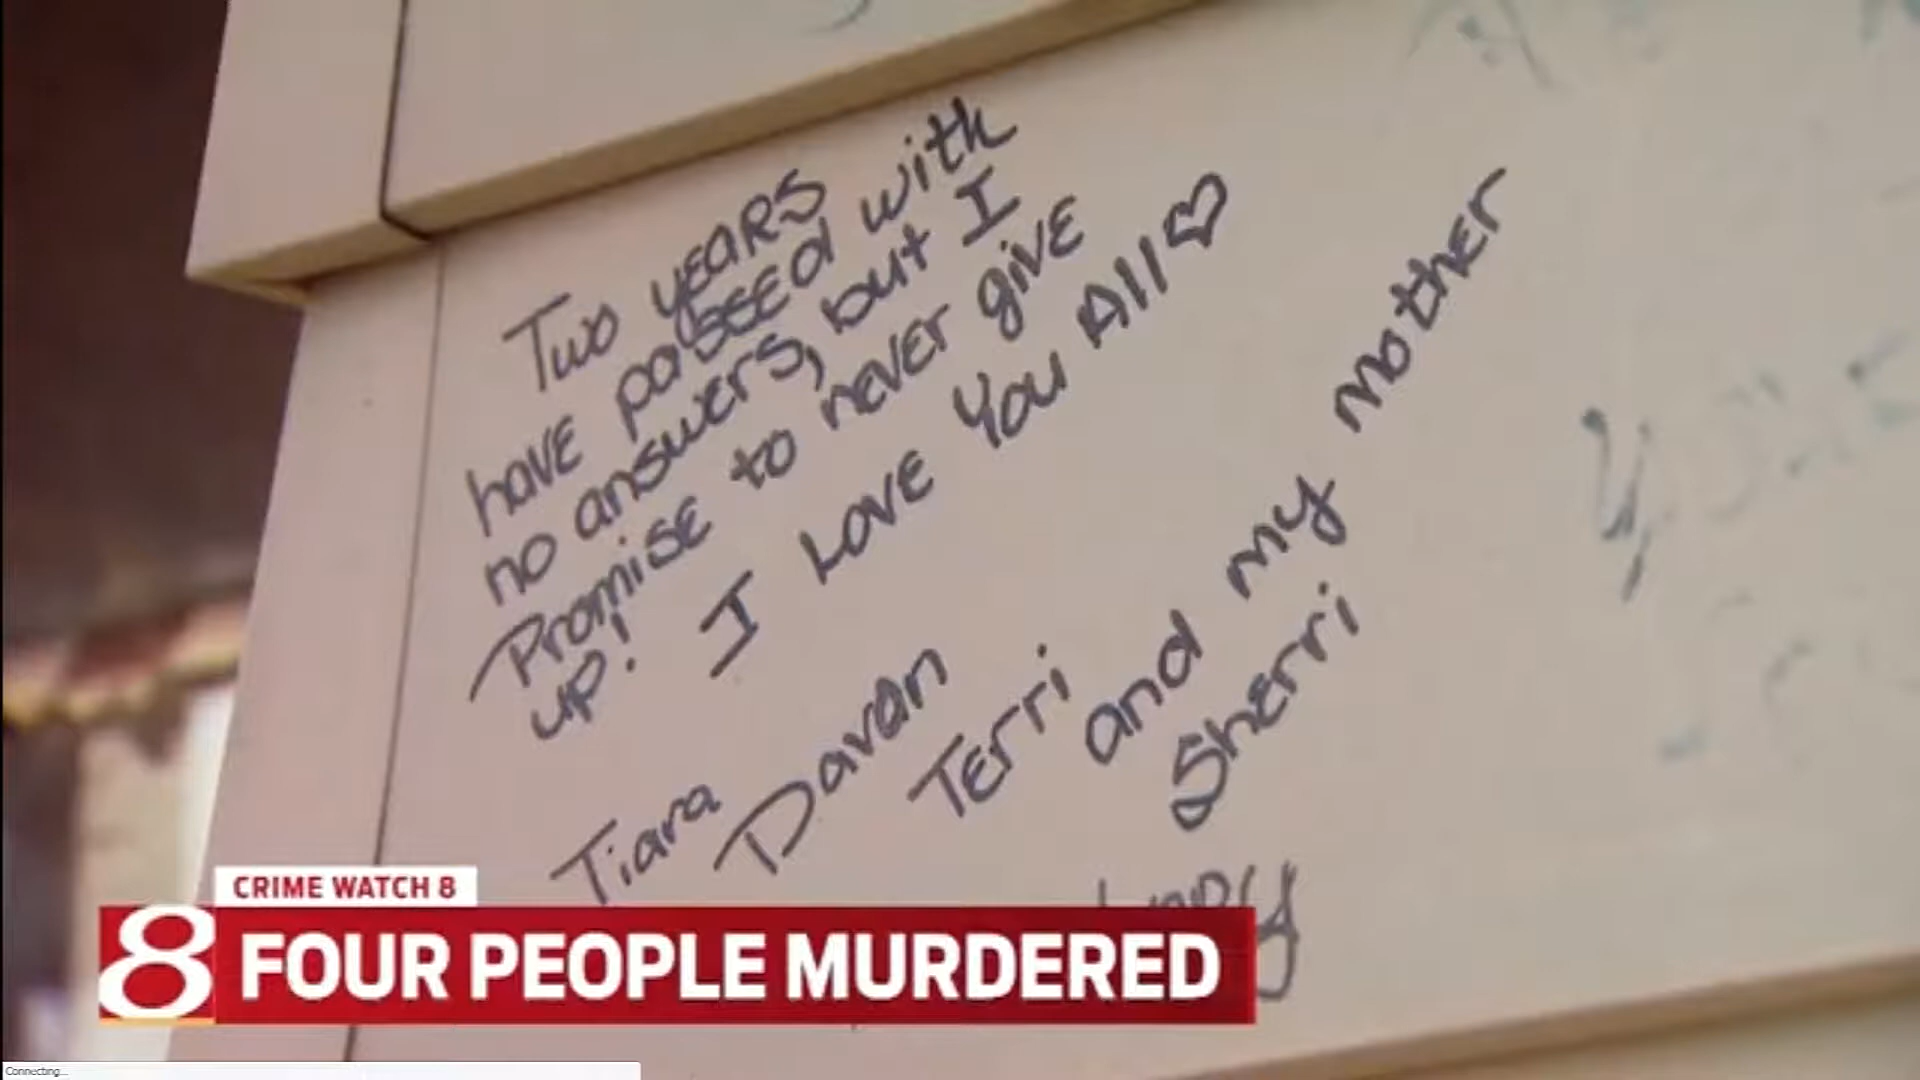 Two years
have passed with
no answers, but I
Promise to never give
up! I Love You All
Tiara
Davan
Terri
and my mother
Sherri
CRIME WATCH 8
8 FOUR PEOPLE MURDERED
Connecting...